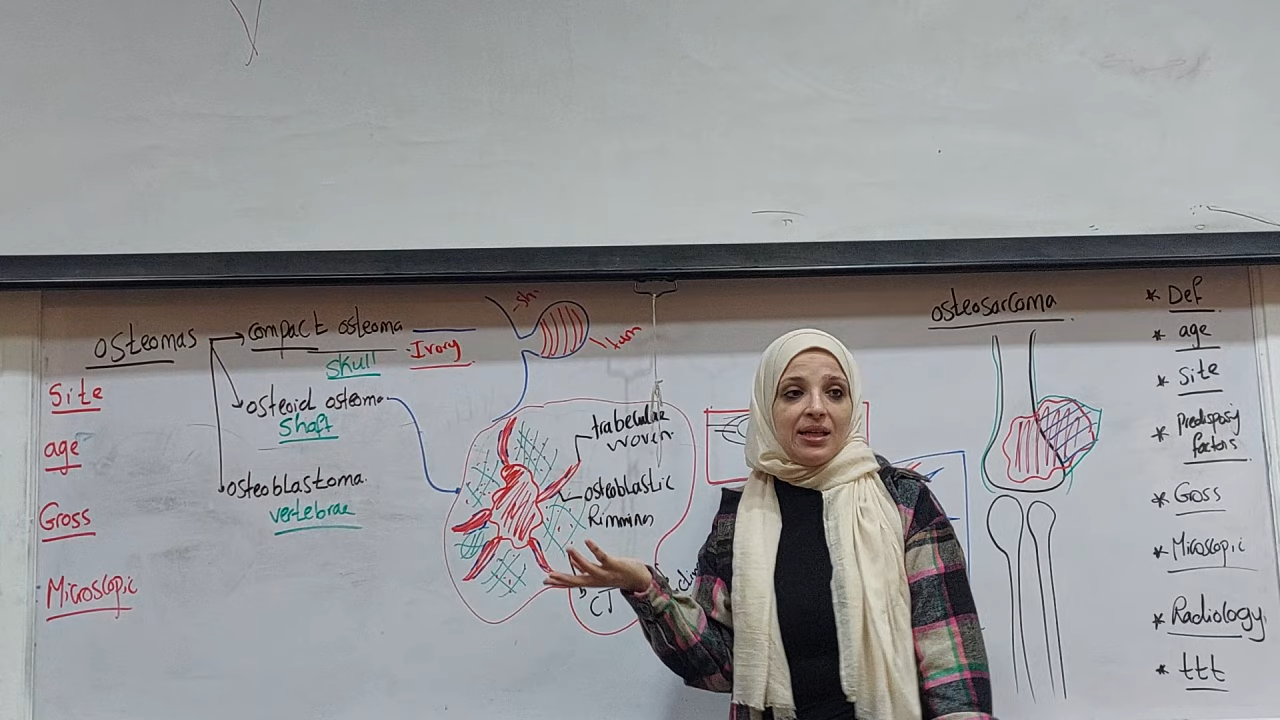 osteomas
compact osteoma
Ivory
skull
osteoid osteoma
shaft
osteoblastoma.
vertebrae
Site
age
Gross
Microscopic
trabeculae
woven
osteoblastic
Rimming
CT
osteosarcoma
* Def
* age
* Site
* Predisposing
factors
* Gross
* Microscopic
* Radiology
* ttt